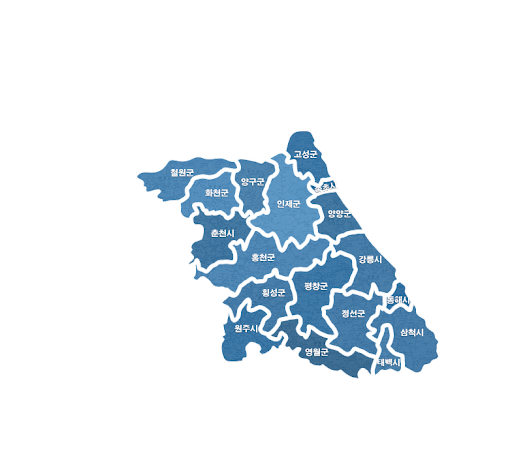 고성군
철원군
양구군
화천군
속초시
인제군
양양군
춘천시
홍천군
강릉시
평창군
횡성군
동해시
정선군
원주시
삼척시
영월군
태백시